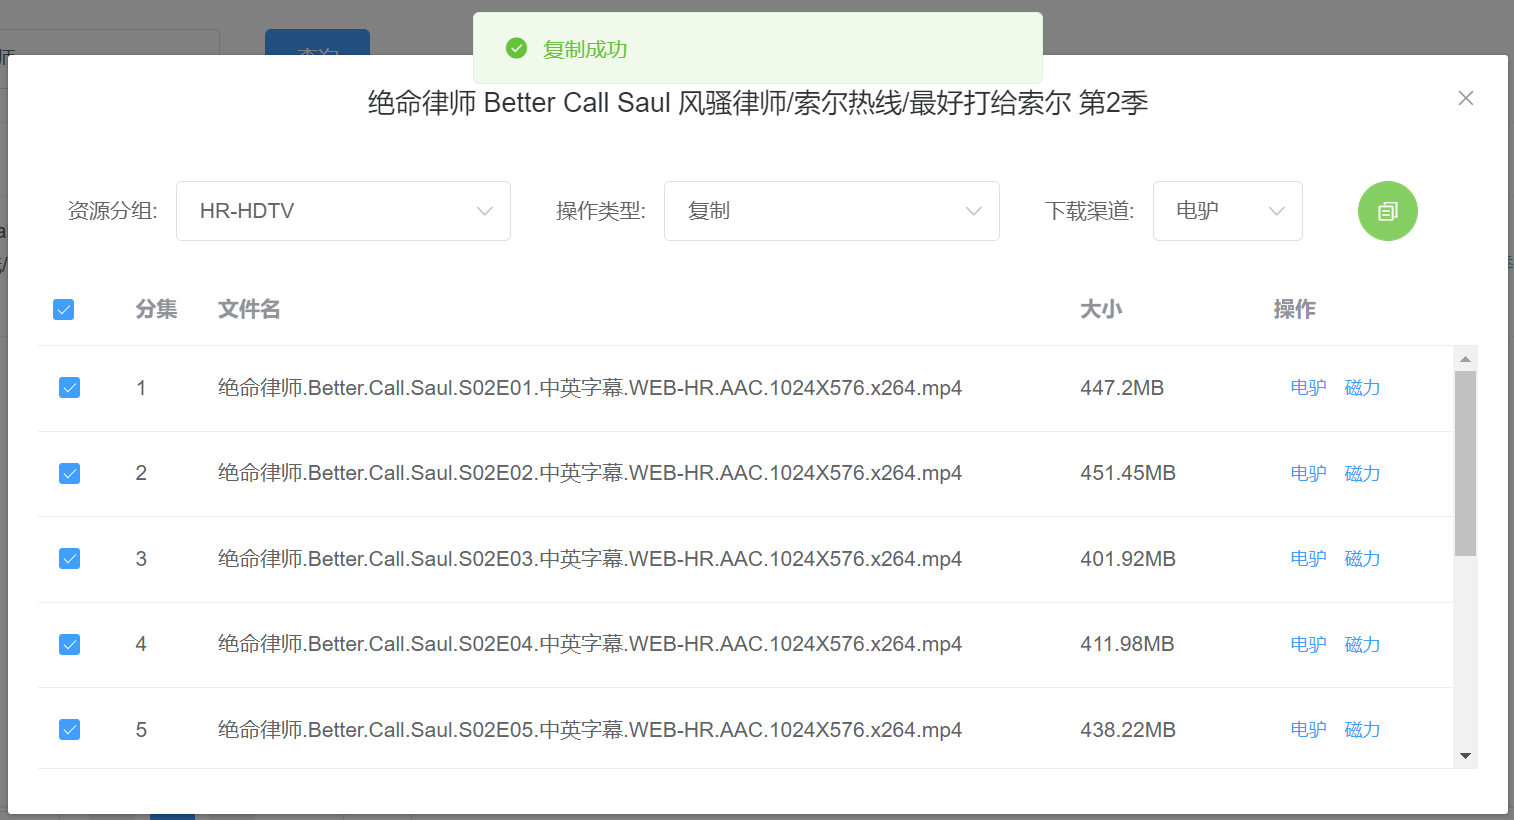 复制成功
绝命律师 Better Call Saul 风骚律师/索尔热线/最好打给索尔 第2季
资源分组: HR-HDTV 操作类型: 复制 下载渠道: 电驴
分集 文件名 大小 操作
1 绝命律师.Better.Call.Saul.S02E01.中英字幕.WEB-HR.AAC.1024X576.x264.mp4 447.2MB 电驴 磁力
2 绝命律师.Better.Call.Saul.S02E02.中英字幕.WEB-HR.AAC.1024X576.x264.mp4 451.45MB 电驴 磁力
3 绝命律师.Better.Call.Saul.S02E03.中英字幕.WEB-HR.AAC.1024X576.x264.mp4 401.92MB 电驴 磁力
4 绝命律师.Better.Call.Saul.S02E04.中英字幕.WEB-HR.AAC.1024X576.x264.mp4 411.98MB 电驴 磁力
5 绝命律师.Better.Call.Saul.S02E05.中英字幕.WEB-HR.AAC.1024X576.x264.mp4 438.22MB 电驴 磁力